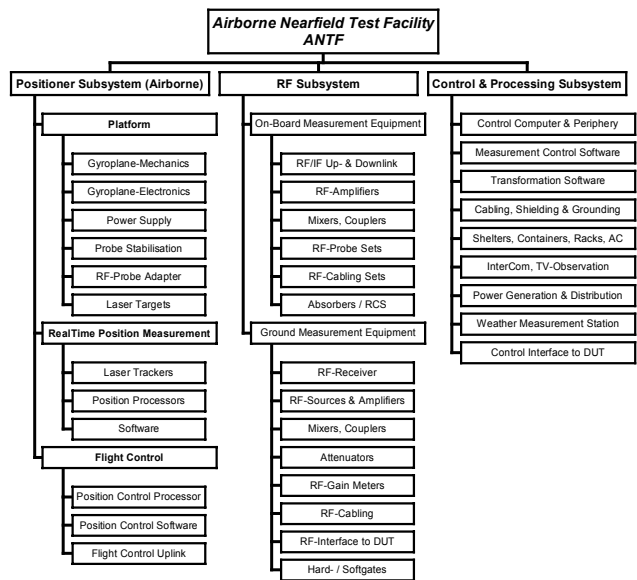 Airborne Nearfield Test Facility
ANTF
Positioner Subsystem (Airborne)
Platform
Gyroplane-Mechanics
Gyroplane-Electronics
Power Supply
Probe Stabilisation
RF-Probe Adapter
Laser Targets
RealTime Position Measurement
Laser Trackers
Position Processors
Software
Flight Control
Position Control Processor
Position Control Software
Flight Control Uplink
RF Subsystem
On-Board Measurement Equipment
RF/IF Up- & Downlink
RF-Amplifiers
Mixers, Couplers
RF-Probe Sets
RF-Cabling Sets
Absorbers / RCS
Ground Measurement Equipment
RF-Receiver
RF-Sources & Amplifiers
Mixers, Couplers
Attenuators
RF-Gain Meters
RF-Cabling
RF-Interface to DUT
Hard- / Softgates
Control & Processing Subsystem
Control Computer & Periphery
Measurement Control Software
Transformation Software
Cabling, Shielding & Grounding
Shelters, Containers, Racks, AC
InterCom, TV-Observation
Power Generation & Distribution
Weather Measurement Station
Control Interface to DUT